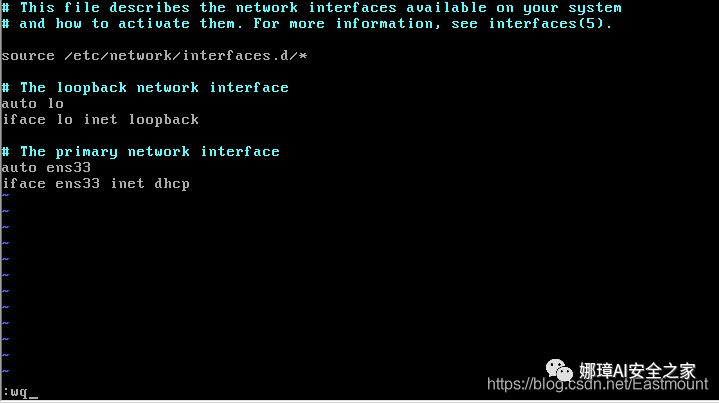 # This file describes the network interfaces available on your system
# and how to activate them. For more information, see interfaces(5).
source /etc/network/interfaces.d/*
# The loopback network interface
auto lo
iface lo inet loopback
# The primary network interface
auto ens33
iface ens33 inet dhcp
~
~
~
~
~
~
~
~
~
~
~
~
娜璋AI安全之家
https://blog.csdn.net/Eastmount
:wq_